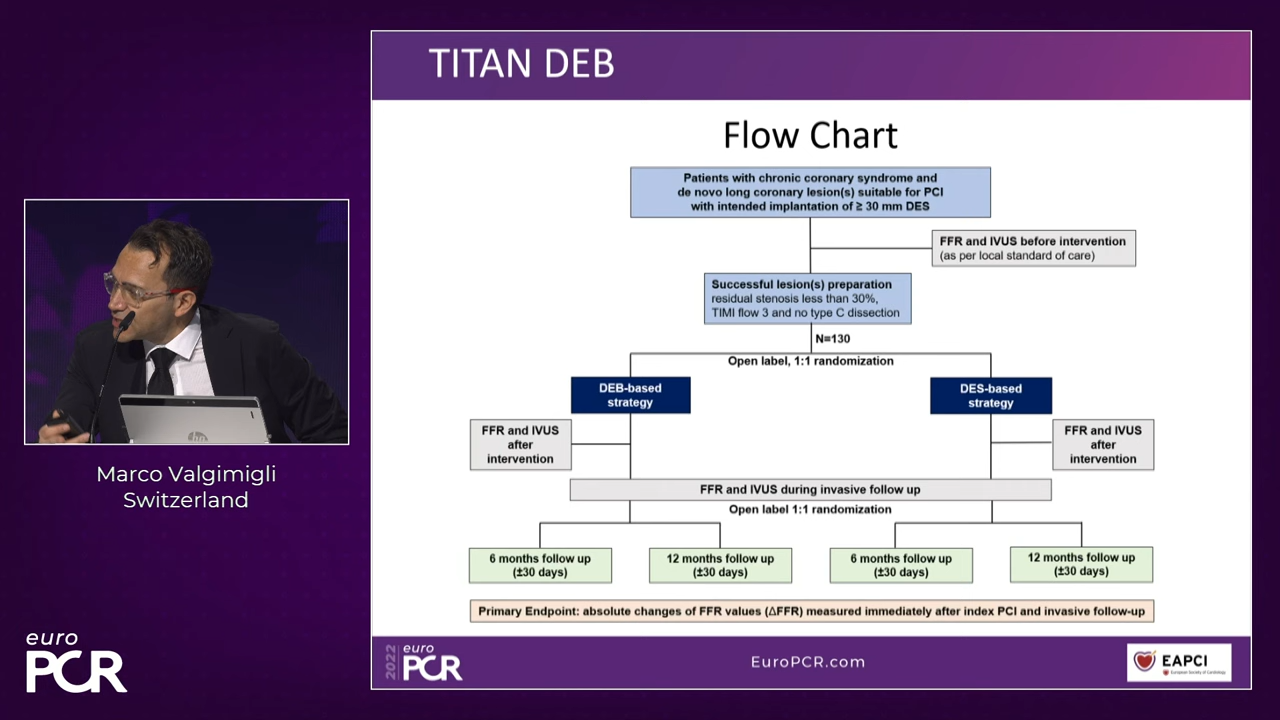 TITAN DEB
Flow Chart
Patients with chronic coronary syndrome and
de novo long coronary lesion(s) suitable for PCI
with intended implantation of ≥ 30 mm DES
FFR and IVUS before intervention
(as per local standard of care)
Successful lesion(s) preparation
residual stenosis less than 30%,
TIMI flow 3 and no type C dissection
N=130
Open label, 1:1 randomization
DEB-based
strategy
DES-based
strategy
FFR and IVUS
after
intervention
FFR and IVUS
after
intervention
FFR and IVUS during invasive follow up
Open label 1:1 randomization
6 months follow up
(±30 days)
12 months follow up
(±30 days)
6 months follow up
(±30 days)
12 months follow up
(±30 days)
Primary Endpoint: absolute changes of FFR values (ΔFFR) measured immediately after index PCI and invasive follow-up
Marco Valgimigli
Switzerland
hp
euro
PCR
2022
euro
PCR
EuroPCR.com
EAPCI
European Society of Cardiology